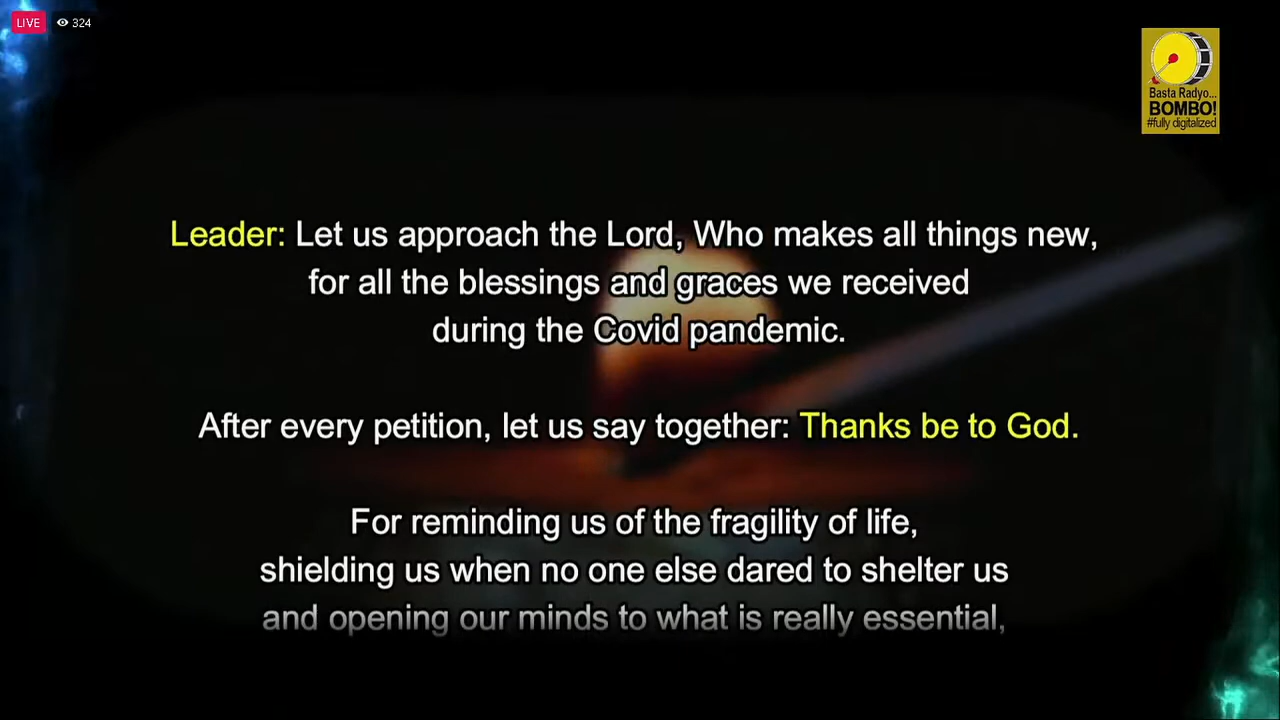 LIVE
324
Basta Radyo...
BOMBO!
#fully digitalized
Leader: Let us approach the Lord, Who makes all things new,
for all the blessings and graces we received
during the Covid pandemic.
After every petition, let us say together: Thanks be to God.
For reminding us of the fragility of life,
shielding us when no one else dared to shelter us
and opening our minds to what is really essential,